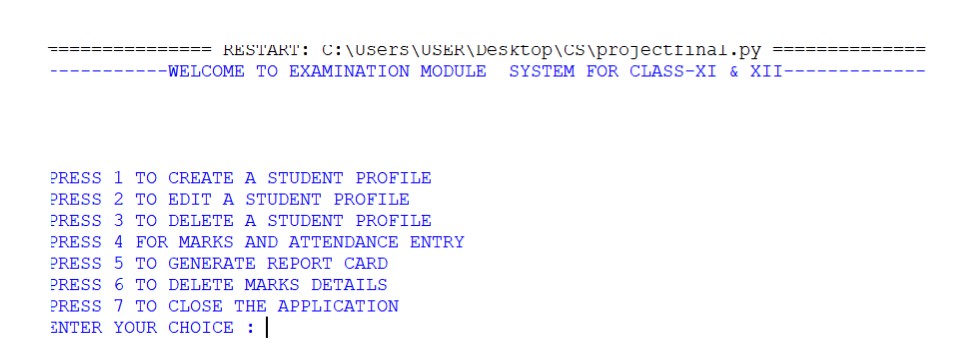 =============== RESTART: C:\Users\USER\Desktop\CS\projectfinal.py ==============
-----------WELCOME TO EXAMINATION MODULE  SYSTEM FOR CLASS-XI & XII-------------
PRESS 1 TO CREATE A STUDENT PROFILE
PRESS 2 TO EDIT A STUDENT PROFILE
PRESS 3 TO DELETE A STUDENT PROFILE
PRESS 4 FOR MARKS AND ATTENDANCE ENTRY
PRESS 5 TO GENERATE REPORT CARD
PRESS 6 TO DELETE MARKS DETAILS
PRESS 7 TO CLOSE THE APPLICATION
ENTER YOUR CHOICE :